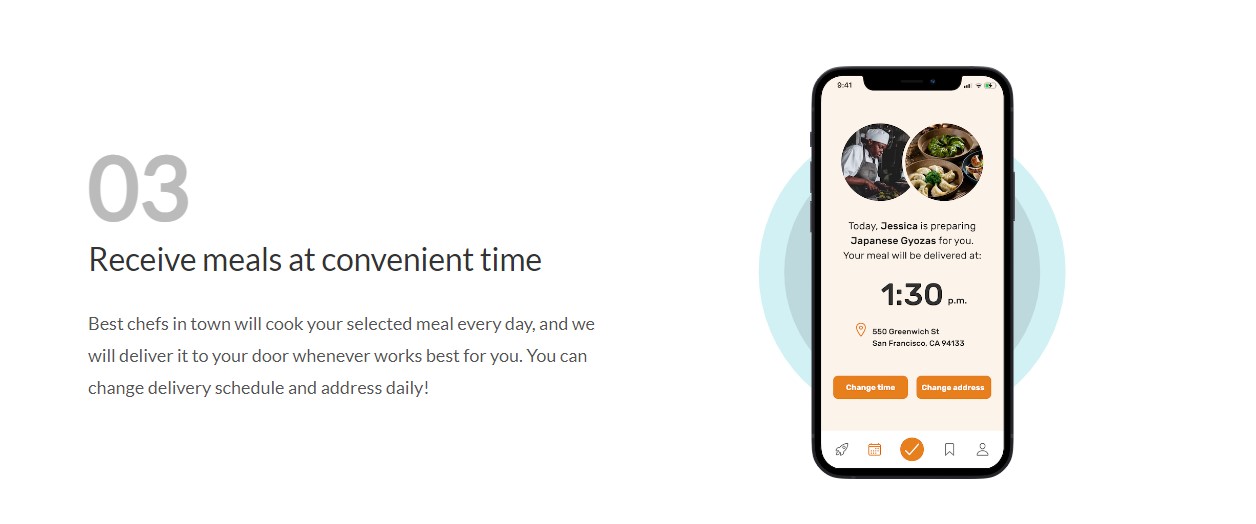 03
Receive meals at convenient time
Best chefs in town will cook your selected meal every day, and we
will deliver it to your door whenever works best for you. You can
change delivery schedule and address daily!
9:41
Today, Jessica is preparing
Japanese Gyozas for you.
Your meal will be delivered at:
1:30 p.m.
550 Greenwich St
San Francisco, CA 94133
Change time
Change address